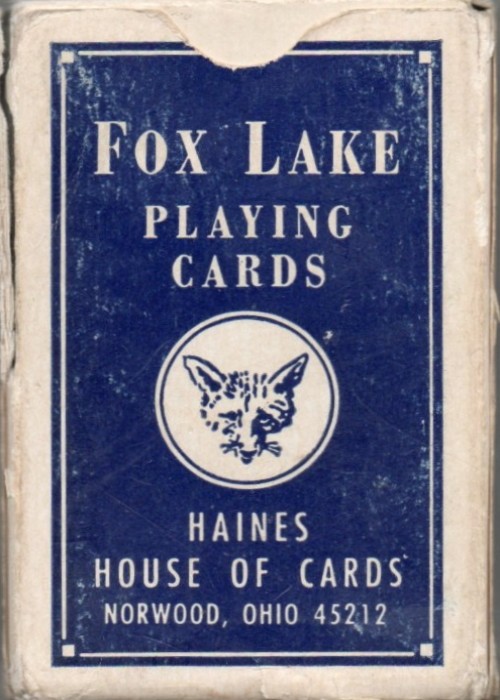 FOX LAKE
PLAYING
CARDS
HAINES
HOUSE OF CARDS
NORWOOD, OHIO 45212